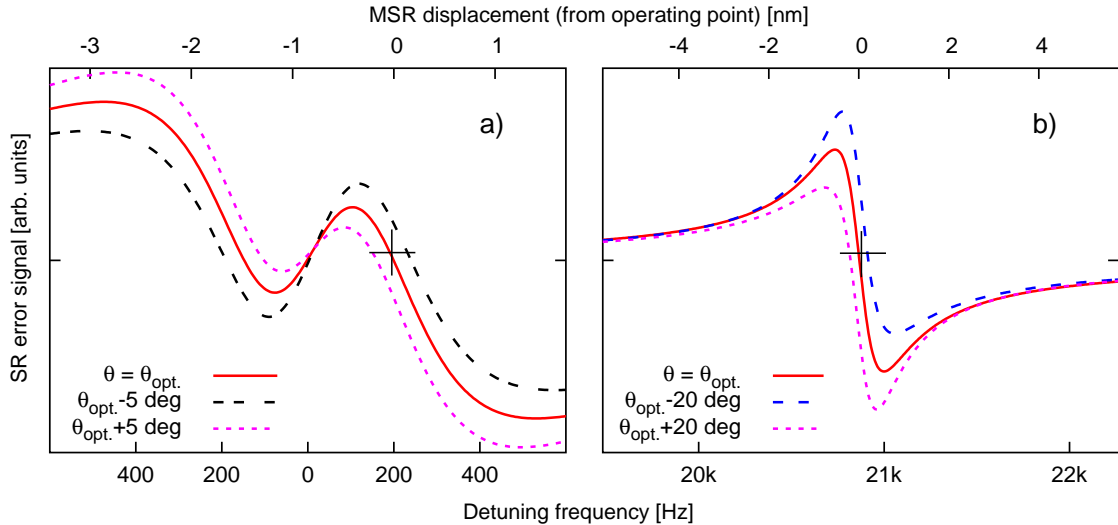 MSR displacement (from operating point) [nm]
-3 -2 -1 0 1 -4 -2 0 2 4
SR error signal [arb. units]
a) b)
θ = θopt.
θopt.-5 deg
θopt.+5 deg
θ = θopt.
θopt.-20 deg
θopt.+20 deg
400 200 0 200 400 20k 21k 22k
Detuning frequency [Hz]